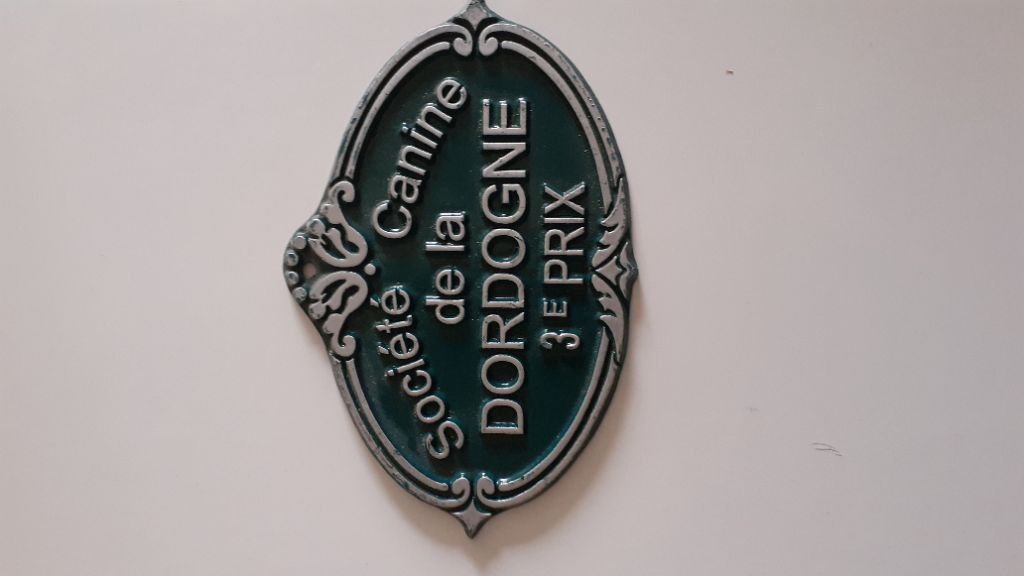 Société Canine
de la
DORDOGNE
3E PRIX